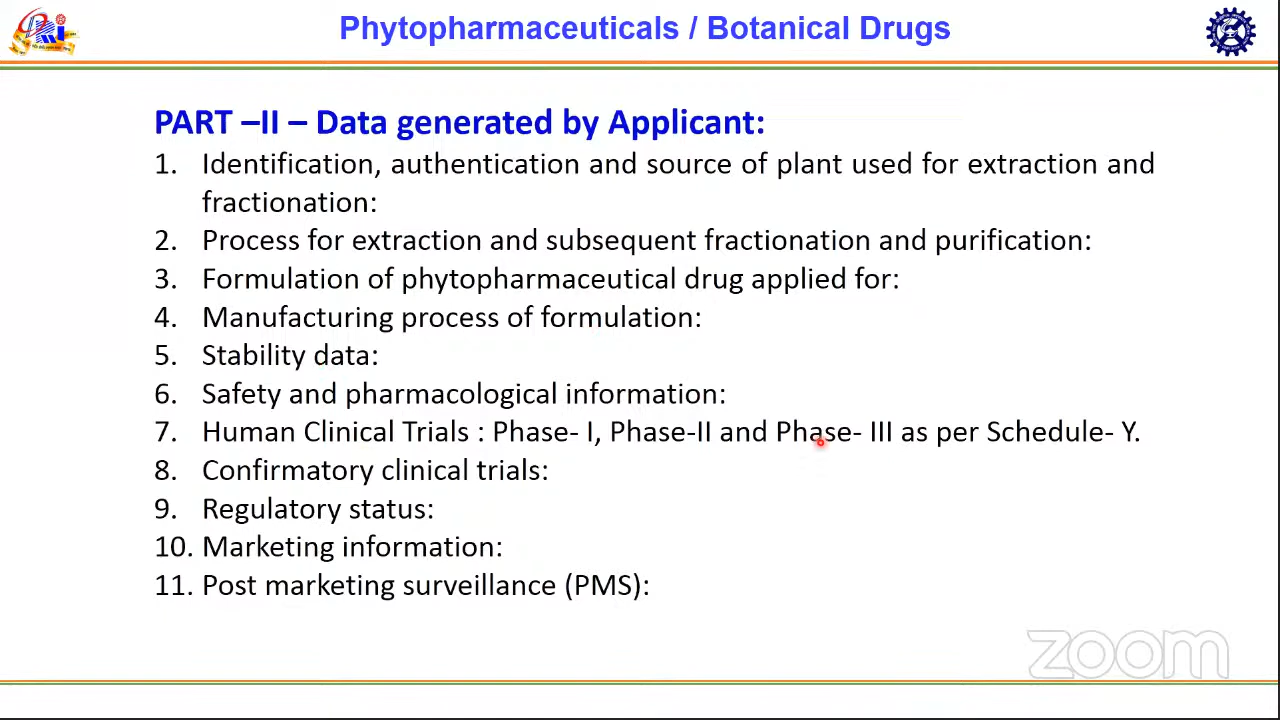 Phytopharmaceuticals / Botanical Drugs
PART –II – Data generated by Applicant:
1. Identification, authentication and source of plant used for extraction and
fractionation:
2. Process for extraction and subsequent fractionation and purification:
3. Formulation of phytopharmaceutical drug applied for:
4. Manufacturing process of formulation:
5. Stability data:
6. Safety and pharmacological information:
7. Human Clinical Trials : Phase- I, Phase-II and Phase- III as per Schedule- Y.
8. Confirmatory clinical trials:
9. Regulatory status:
10. Marketing information:
11. Post marketing surveillance (PMS):
zoom